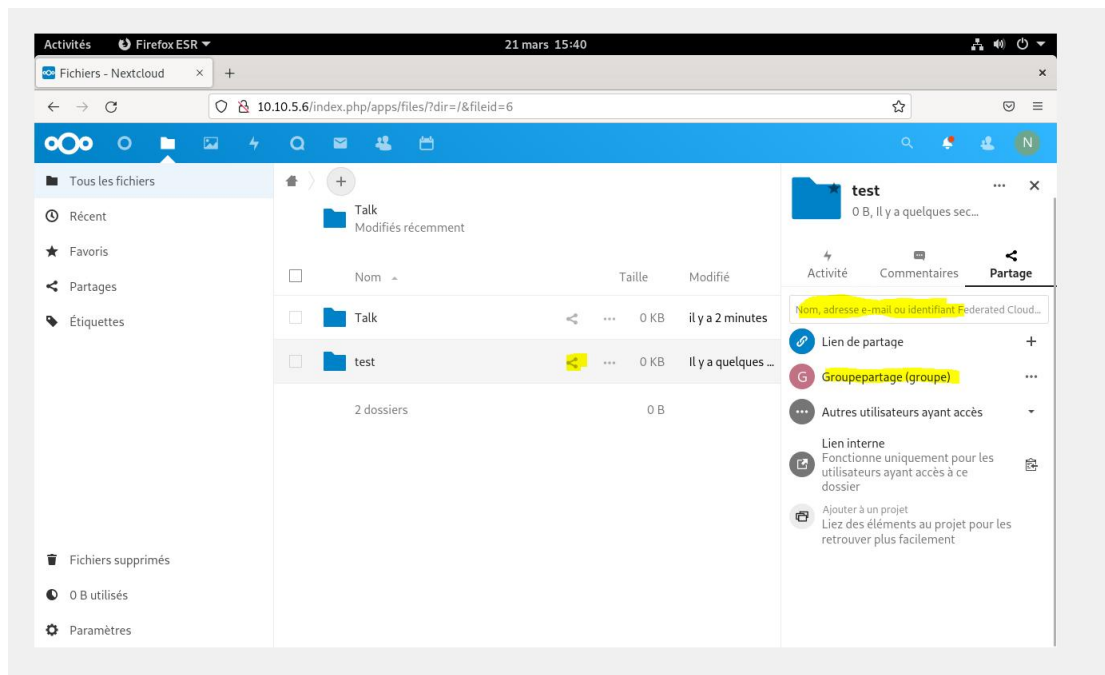 Activités Firefox ESR 21 mars 15:40
Fichiers - Nextcloud
10.10.5.6/index.php/apps/files/?dir=/&fileid=6
N
Tous les fichiers
Récent
Favoris
Partages
Étiquettes
Fichiers supprimés
0 B utilisés
Paramètres
Talk
Modifiés récemment
Nom Taille Modifié
Talk 0 KB il y a 2 minutes
test 0 KB Il y a quelques ...
2 dossiers 0 B
test
0 B, Il y a quelques sec...
Activité Commentaires Partage
Nom, adresse e-mail ou identifiant Federated Cloud...
Lien de partage
G Groupepartage (groupe)
Autres utilisateurs ayant accès
Lien interne
Fonctionne uniquement pour les
utilisateurs ayant accès à ce
dossier
Ajouter à un projet
Liez des éléments au projet pour les
retrouver plus facilement